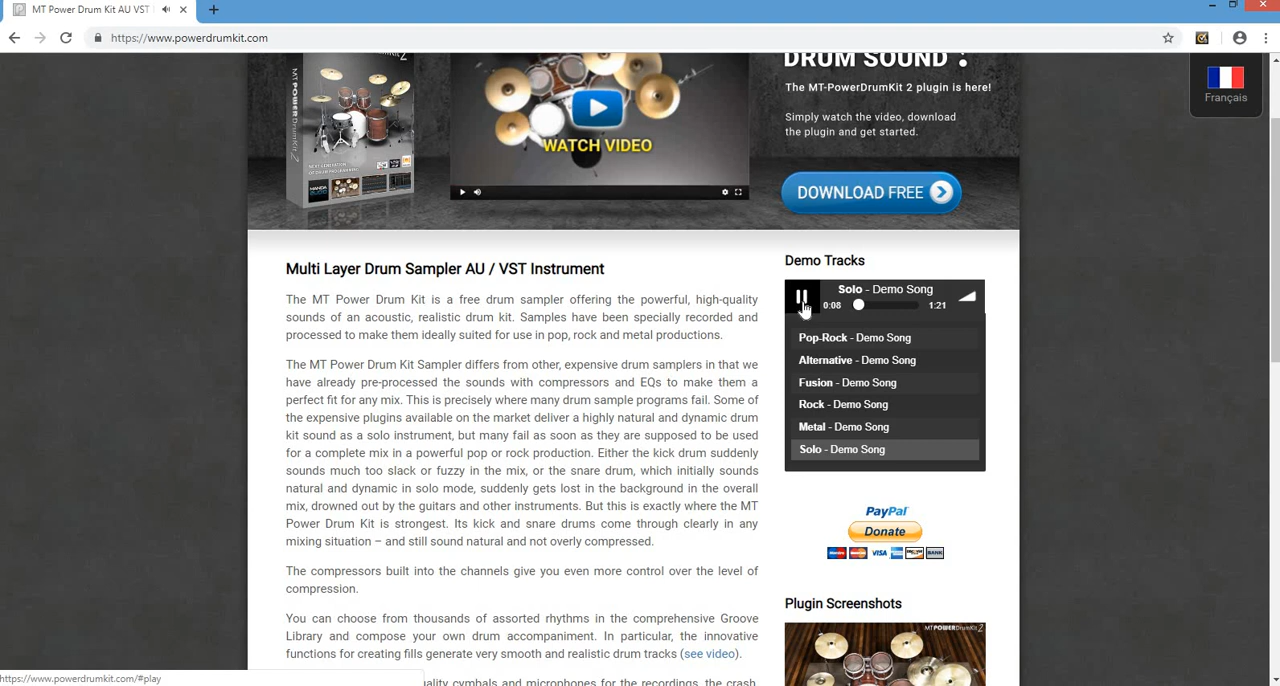 MT Power Drum Kit AU VST
https://www.powerdrumkit.com
DRUM SOUND :
The MT-PowerDrumKit 2 plugin is here!
Simply watch the video, download
the plugin and get started.
Français
WATCH VIDEO
DOWNLOAD FREE
Multi Layer Drum Sampler AU / VST Instrument
The MT Power Drum Kit is a free drum sampler offering the powerful, high-quality
sounds of an acoustic, realistic drum kit. Samples have been specially recorded and
processed to make them ideally suited for use in pop, rock and metal productions.
The MT Power Drum Kit Sampler differs from other, expensive drum samplers in that we
have already pre-processed the sounds with compressors and EQs to make them a
perfect fit for any mix. This is precisely where many drum sample programs fail. Some of
the expensive plugins available on the market deliver a highly natural and dynamic drum
kit sound as a solo instrument, but many fail as soon as they are supposed to be used
for a complete mix in a powerful pop or rock production. Either the kick drum suddenly
sounds much too slack or fuzzy in the mix, or the snare drum, which initially sounds
natural and dynamic in solo mode, suddenly gets lost in the background in the overall
mix, drowned out by the guitars and other instruments. But this is exactly where the MT
Power Drum Kit is strongest. Its kick and snare drums come through clearly in any
mixing situation – and still sound natural and not overly compressed.
The compressors built into the channels give you even more control over the level of
compression.
You can choose from thousands of assorted rhythms in the comprehensive Groove
Library and compose your own drum accompaniment. In particular, the innovative
functions for creating fills generate very smooth and realistic drum tracks (see video).
quality cymbals and microphones for the recordings, the crash,
Demo Tracks
Solo - Demo Song
0:08 1:21
Pop-Rock - Demo Song
Alternative - Demo Song
Fusion - Demo Song
Rock - Demo Song
Metal - Demo Song
Solo - Demo Song
PayPal
Donate
VISA
BANK
Plugin Screenshots
MTPOWERDrumKit 2
https://www.powerdrumkit.com/#play